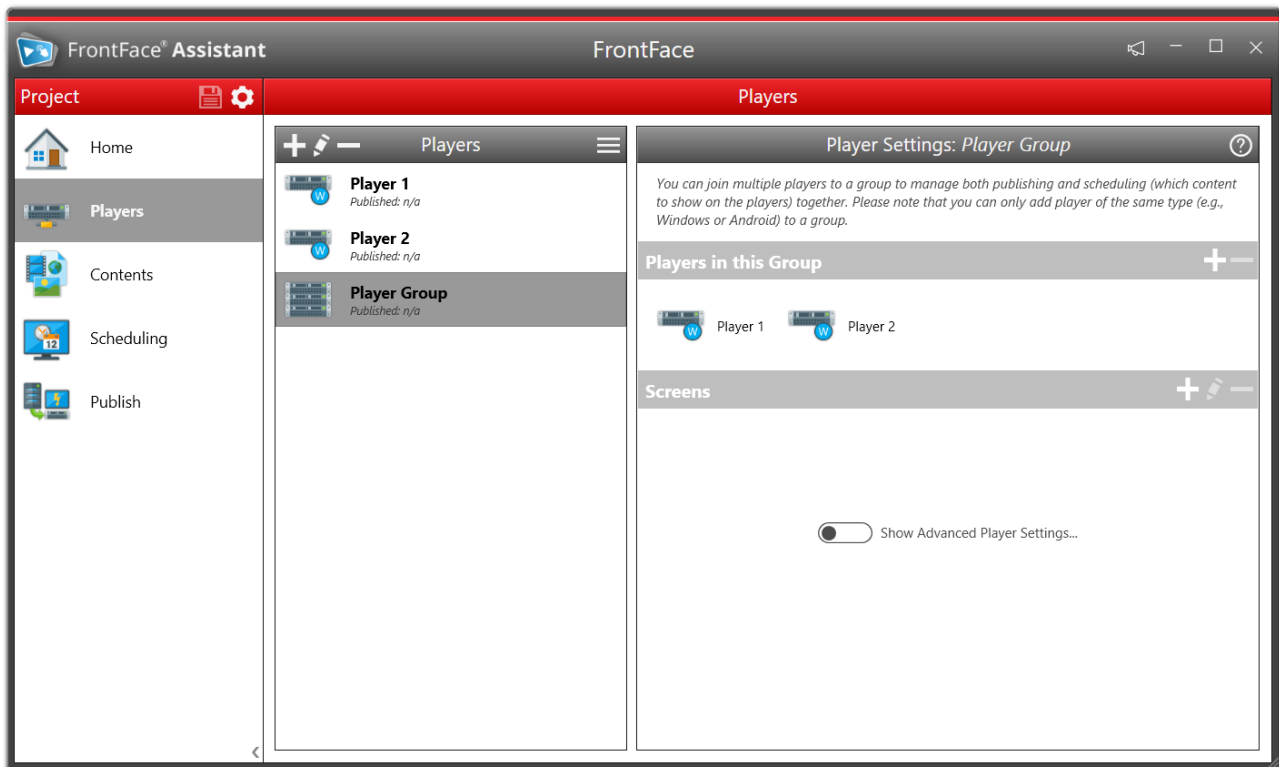 FrontFace® Assistant
FrontFace
Project
Players
Home
Players
Contents
Scheduling
12
Publish
Players
Player 1
Published: n/a
W
Player 2
Published: n/a
W
Player Group
Published: n/a
Player Settings: Player Group
?
You can join multiple players to a group to manage both publishing and scheduling (which content
to show on the players) together. Please note that you can only add player of the same type (e.g.,
Windows or Android) to a group.
Players in this Group
W
Player 1
W
Player 2
Screens
Show Advanced Player Settings...